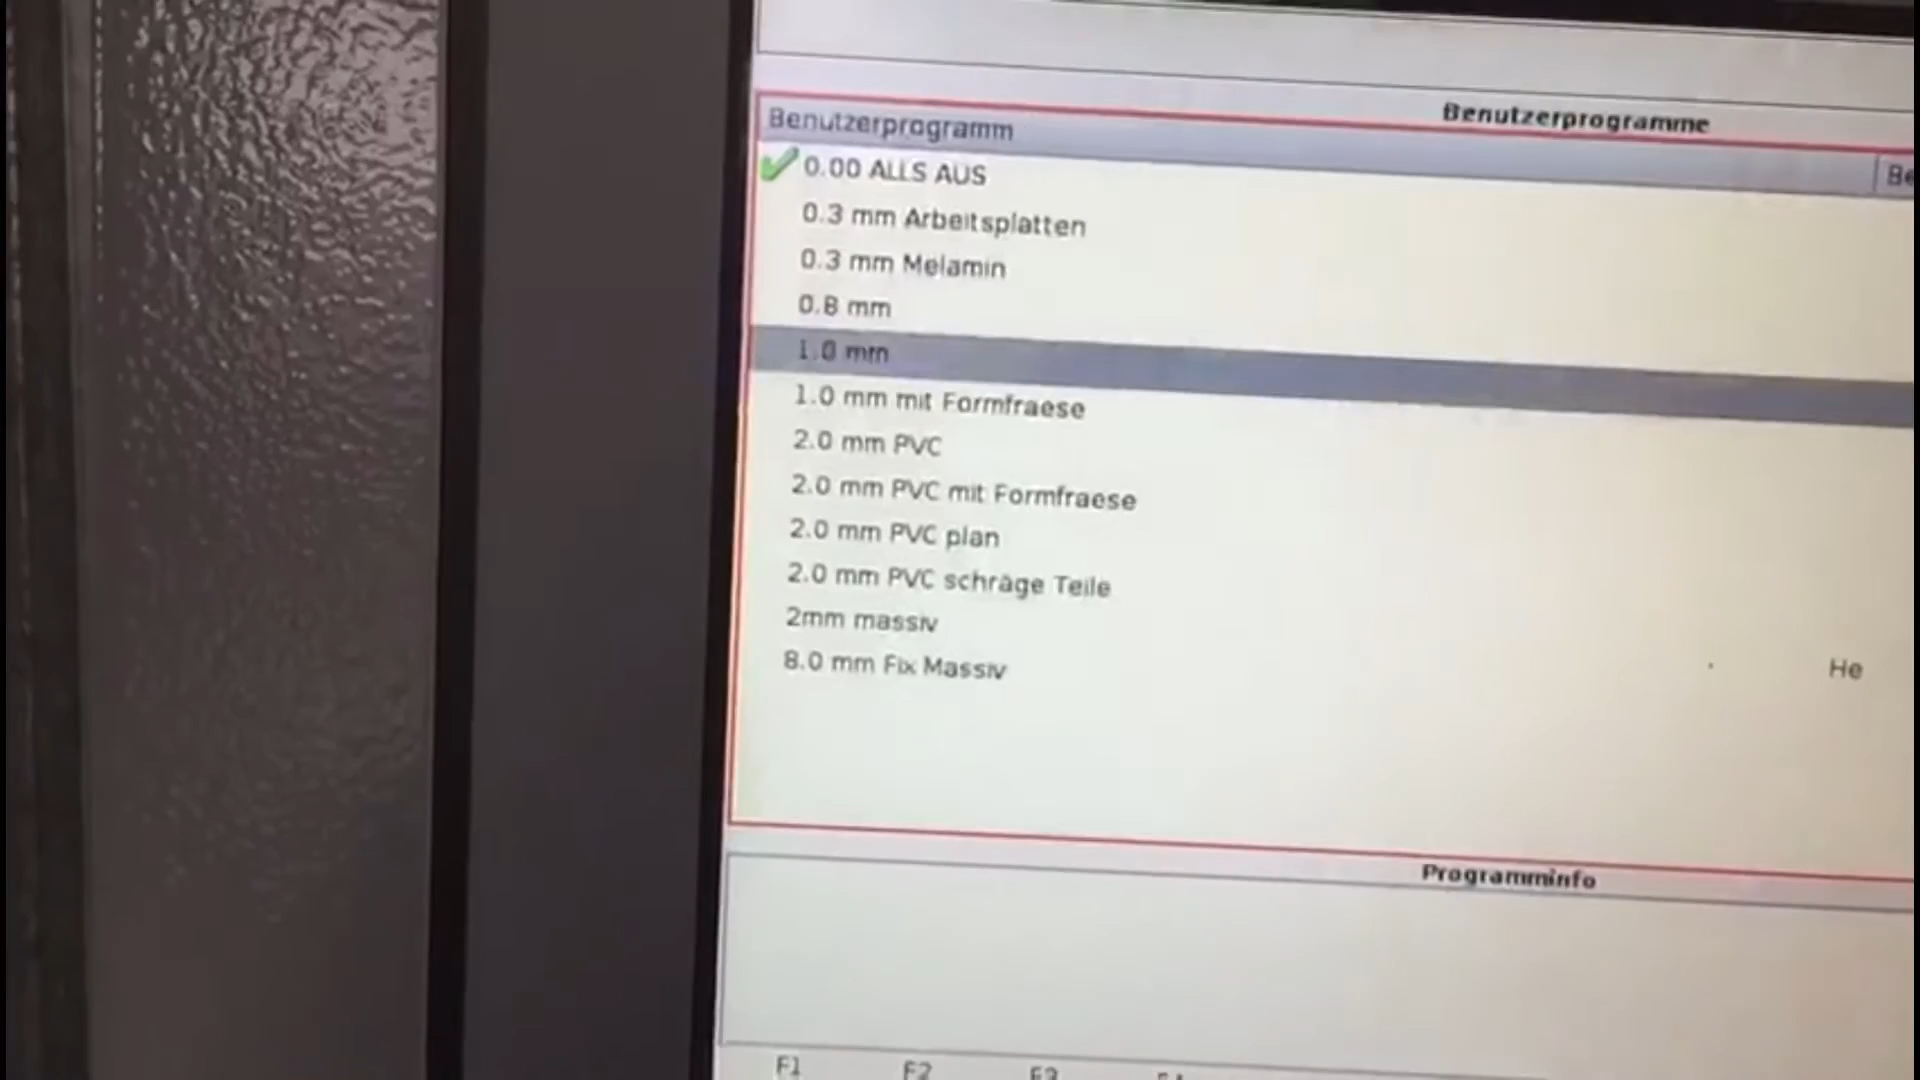 Benutzerprogramme
Benutzerprogramm
0.00 ALLS AUS
0.3 mm Arbeitsplatten
0.3 mm Melamin
0.8 mm
1.0 mm
1.0 mm mit Formfraese
2.0 mm PVC
2.0 mm PVC mit Formfraese
2.0 mm PVC plan
2.0 mm PVC schräge Teile
2mm massiv
8.0 mm Fix Massiv
He
Programminfo
F1 F2 F3